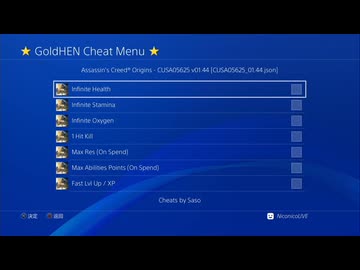 GoldHEN Cheat Menu
Assassin's Creed® Origins - CUSA05625 v01.44 [CUSA05625_01.44.json]
Infinite Health
Infinite Stamina
Infinite Oxygen
1-Hit Kill
Max Res (On Spend)
Max Abilities Points (On Spend)
Fast Lvl Up / XP
Cheats by Saso
決定 返回 NiconicoLIVE